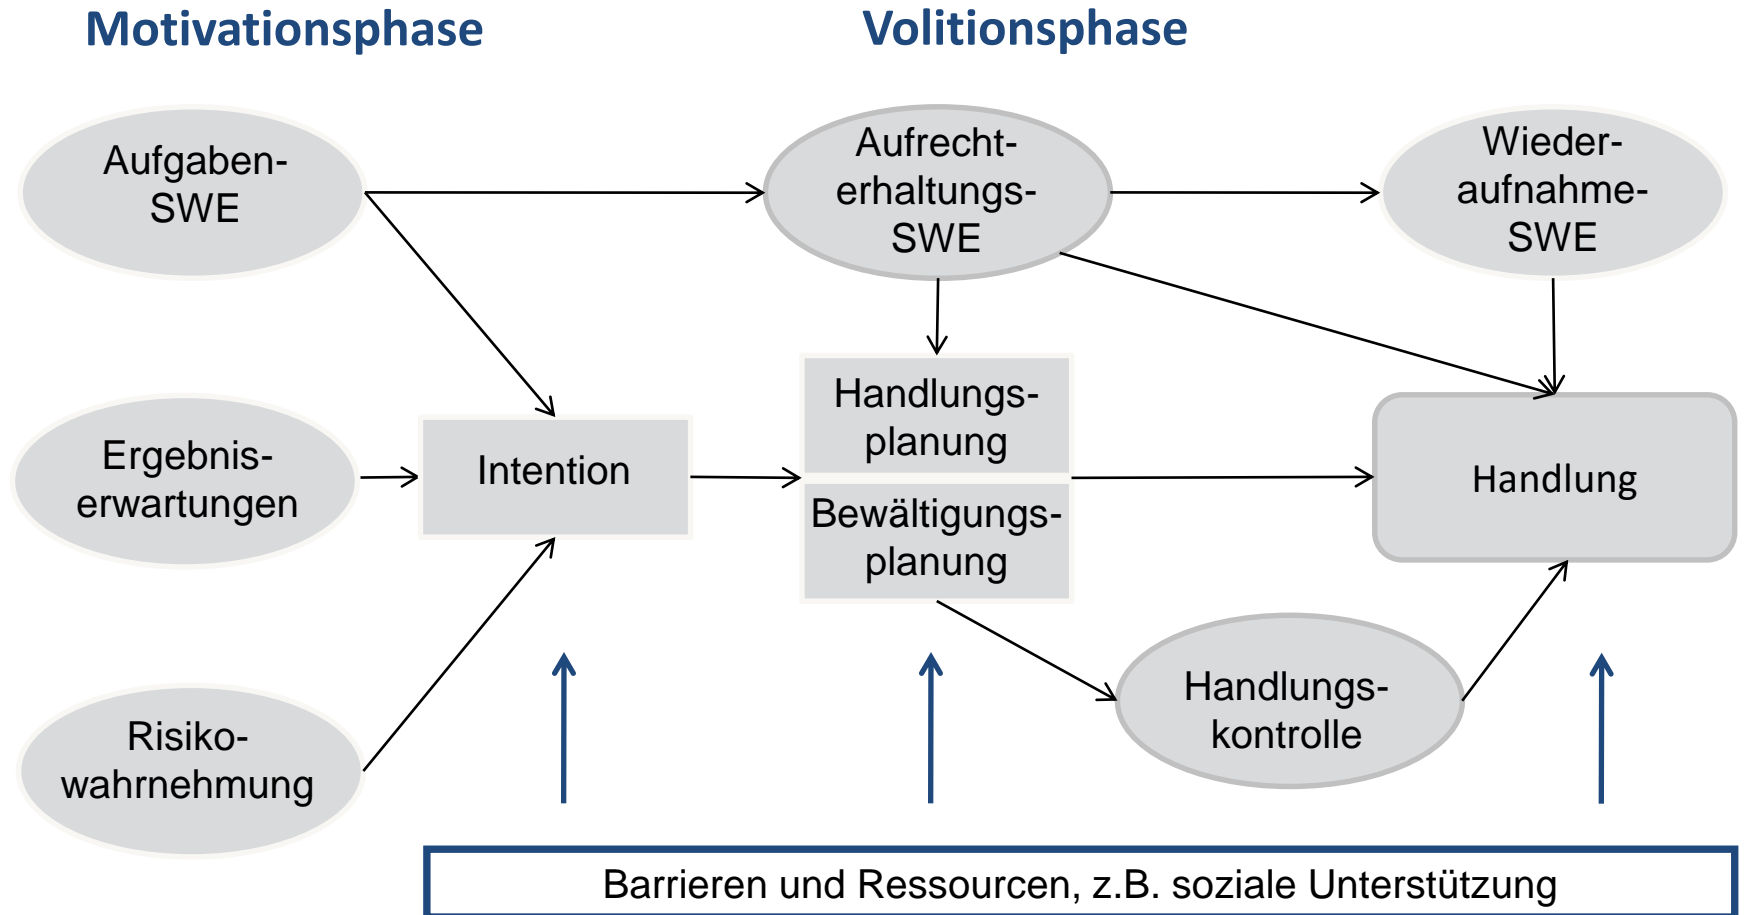 Motivationsphase
Volitionsphase
Aufgaben-
SWE
Aufrecht-
erhaltungs-
SWE
Wieder-
aufnahme-
SWE
Ergebnis-
erwartungen
Intention
Handlungs-
planung
Bewältigungs-
planung
Handlung
Risiko-
wahrnehmung
Handlungs-
kontrolle
Barrieren und Ressourcen, z.B. soziale Unterstützung